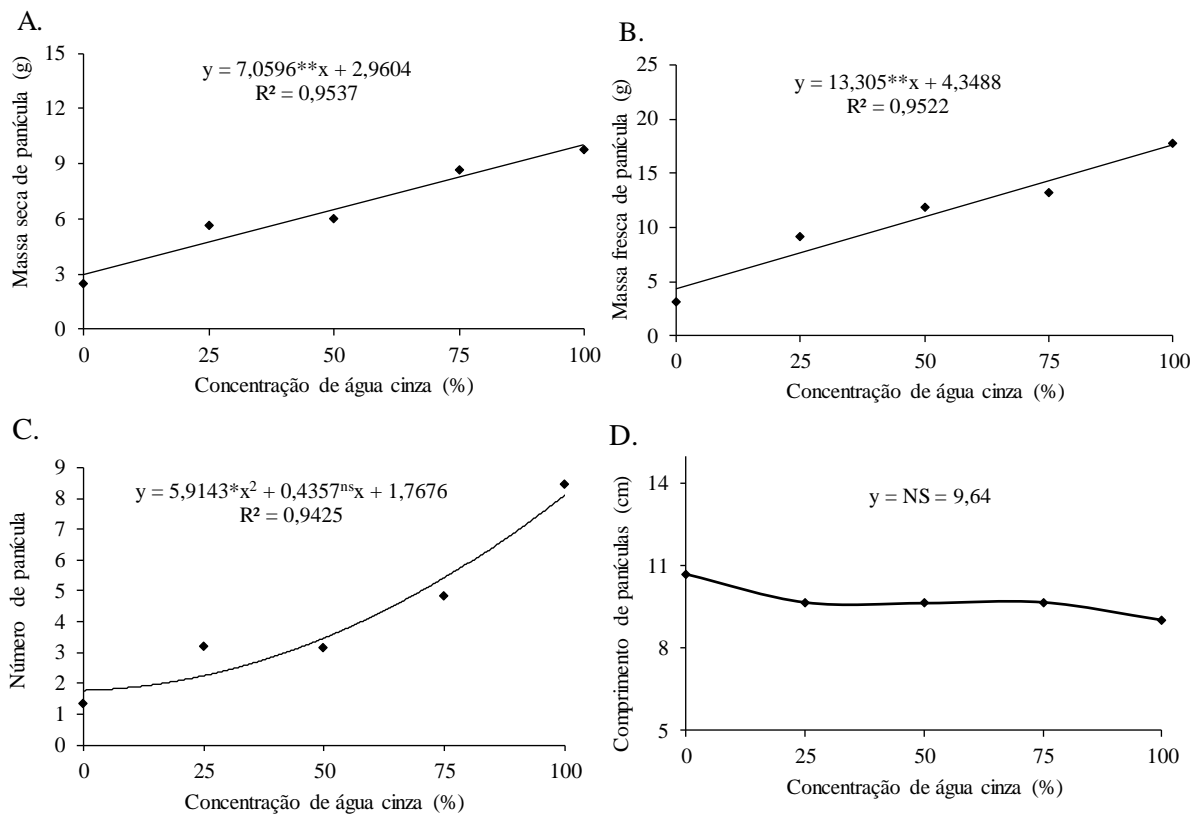 A.
Massa seca de panícula (g)
15
12
9
6
3
0
y = 7,0596**x + 2,9604
R² = 0,9537
0 25 50 75 100
Concentração de água cinza (%)
B.
Massa fresca de panícula (g)
25
20
15
10
5
0
y = 13,305**x + 4,3488
R² = 0,9522
0 25 50 75 100
Concentração de água cinza (%)
C.
Número de panícula
9
8
7
6
5
4
3
2
1
0
y = 5,9143*x² + 0,4357ⁿˢx + 1,7676
R² = 0,9425
0 25 50 75 100
Concentração de água cinza (%)
D.
Comprimento de panículas (cm)
14
11
8
5
y = NS = 9,64
0 25 50 75 100
Concentração de água cinza (%)